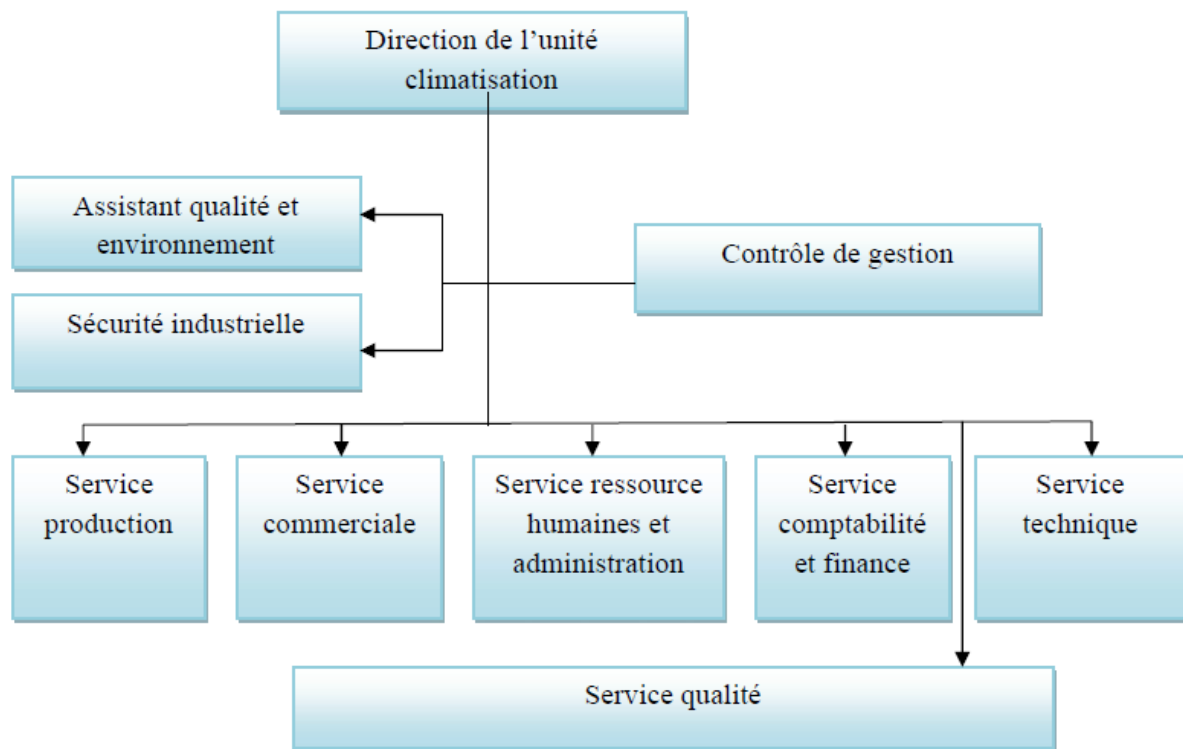 Direction de l'unité
climatisation
Assistant qualité et
environnement
Contrôle de gestion
Sécurité industrielle
Service
production
Service
commerciale
Service ressource
humaines et
administration
Service
comptabilité
et finance
Service
technique
Service qualité